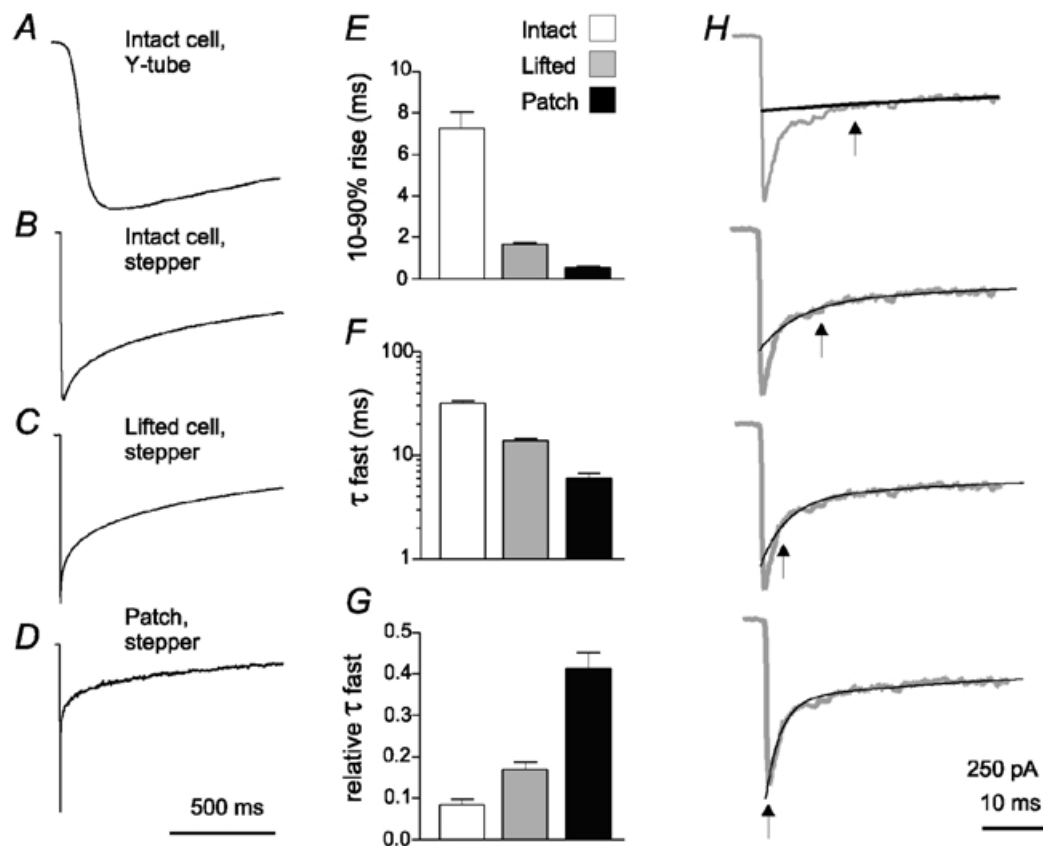 A
Intact cell,
Y-tube
B
Intact cell,
stepper
C
Lifted cell,
stepper
D
Patch,
stepper
500 ms
E
Intact
Lifted
Patch
10-90% rise (ms)
10
8
6
4
2
0
F
τ fast (ms)
100
10
1
G
relative τ fast
0.5
0.4
0.3
0.2
0.1
0.0
H
250 pA
10 ms